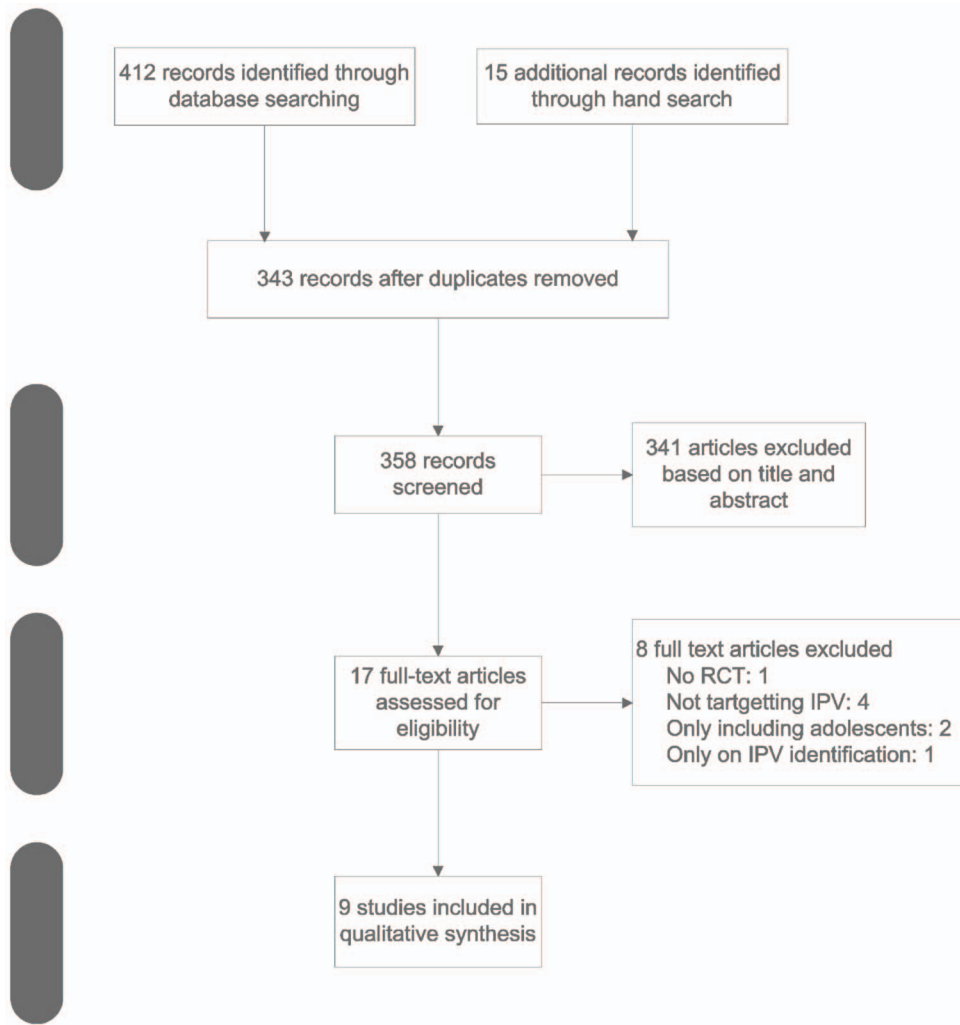 412 records identified through
database searching
15 additional records identified
through hand search
343 records after duplicates removed
358 records
screened
341 articles excluded
based on title and
abstract
17 full-text articles
assessed for
eligibility
8 full text articles excluded
No RCT: 1
Not tartgetting IPV: 4
Only including adolescents: 2
Only on IPV identification: 1
9 studies included in
qualitative synthesis